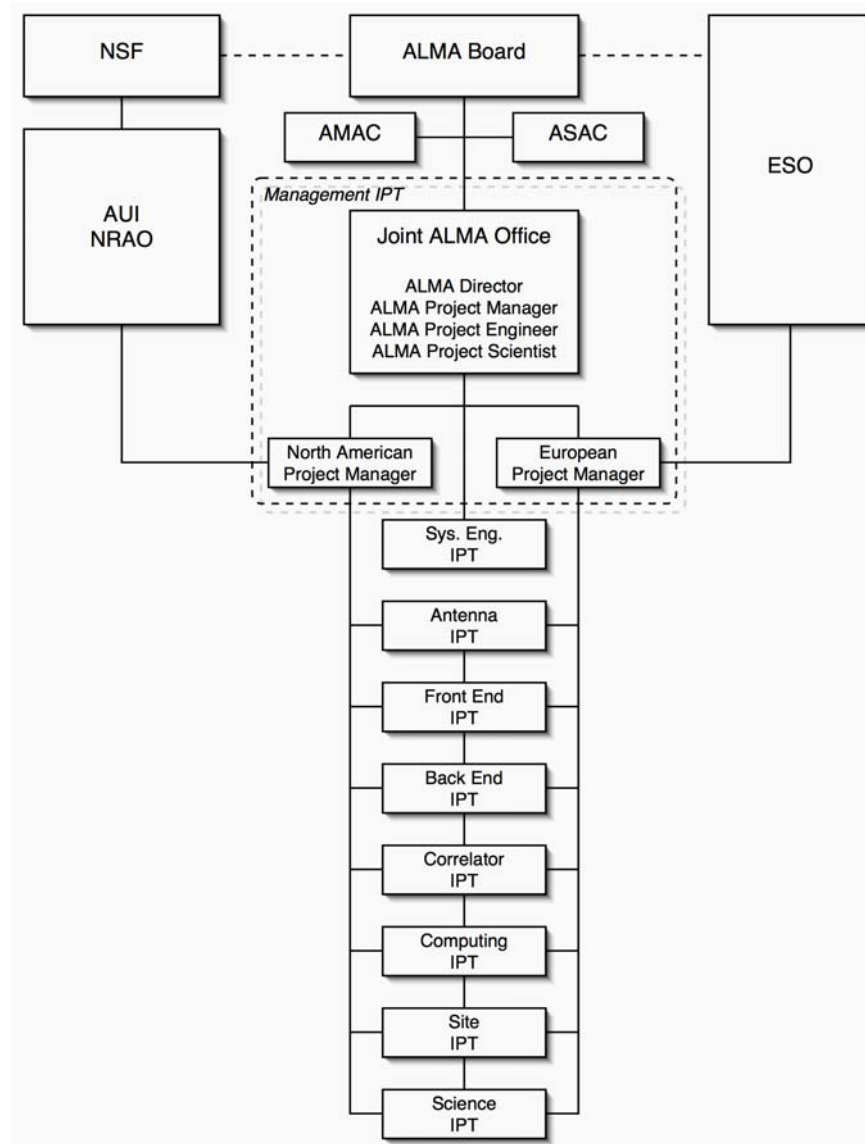 NSF
ALMA Board
ESO
AMAC
ASAC
AUI
NRAO
Management IPT
Joint ALMA Office
ALMA Director
ALMA Project Manager
ALMA Project Engineer
ALMA Project Scientist
North American
Project Manager
European
Project Manager
Sys. Eng.
IPT
Antenna
IPT
Front End
IPT
Back End
IPT
Correlator
IPT
Computing
IPT
Site
IPT
Science
IPT